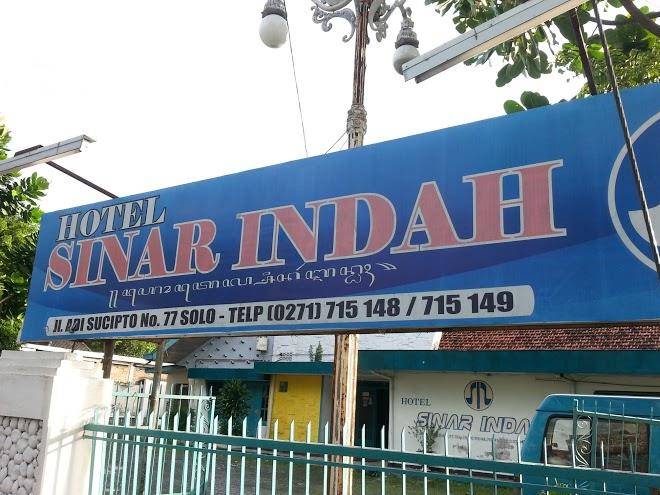 HOTEL
SINAR INDAH
JL. ADI SUCIPTO No. 77 SOLO - TELP (0271) 715 148 / 715 149
HOTEL
SINAR INDA